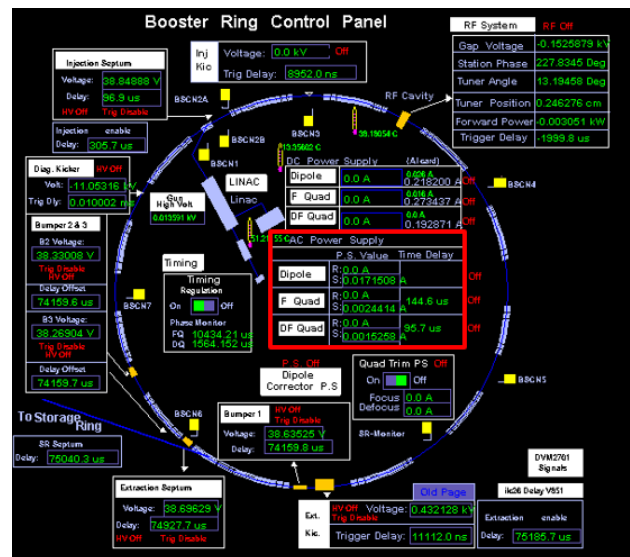 Booster Ring Control Panel
RF System RF Off
Gap Voltage -0.1525879 kV
Station Phase 227.8345 Deg
Tuner Angle 13.19458 Deg
Tuner Position 0.246276 cm
Forward Power -0.003051 kW
Trigger Delay -1999.8 us
Inj Kic
Voltage: 0.0 kV Off
Trig Delay: 8952.0 ns
Injection Septum
Voltage: 38.84888 V
Delay: 96.9 us
HV Off Trig Disable
Injection enable
Delay: 305.7 us
BSCN2A
BSCN2B
BSCN1
BSCN3
RF Cavity
BSCN4
BSCN5
BSCN6
BSCN7
Diag. Kicker HV Off
Volt: -11.05316 kV
Trig Dly: 0.010002 ms
LINAC
Linac
Gun
High Volt
0.013591 kV
DC Power Supply (AI card)
Dipole 0.0 A 0.218200 A Off
F Quad 0.0 A 0.273437 A Off
DF Quad 0.0 A 0.192871 A Off
AC Power Supply
P.S. Value Time Delay
Dipole R: 0.0 A
S: 0.0171508 A Off
F Quad R: 0.0 A
S: 0.0024414 A 144.6 us Off
DF Quad R: 0.0 A
S: 0.0015258 A 95.7 us Off
Bumper 2 & 3
B2 Voltage:
38.33008 V
Trig Disable
HV Off
Delay Offset
74159.6 us
B3 Voltage:
38.26904 V
Trig Disable
HV Off
Delay Offset
74159.7 us
Timing
Timing
Regulation
On Off
Phase Monitor
FQ 10434.21 us
DQ 1564.152 us
P.S. Off
Dipole
Corrector P.S
Quad Trim PS Off
On Off
Focus 0.0 A
Defocus 0.0 A
SR-Monitor
Bumper 1 HV Off
Trig Disable
Voltage: 38.63525 V
Delay: 74159.8 us
To Storage Ring
SR Septum
Delay: 75040.3 us
Extraction Septum
Voltage: 38.69629 V
Delay: 74927.7 us
HV Off Trig Disable
Old Page
Ext. Kic.
HV Off Voltage: 0.432128 kV
Trig Disable
Trigger Delay: 11112.0 ns
DVM2701
Signals
ik26 Delay V851
Extraction enable
Delay: 75185.7 us